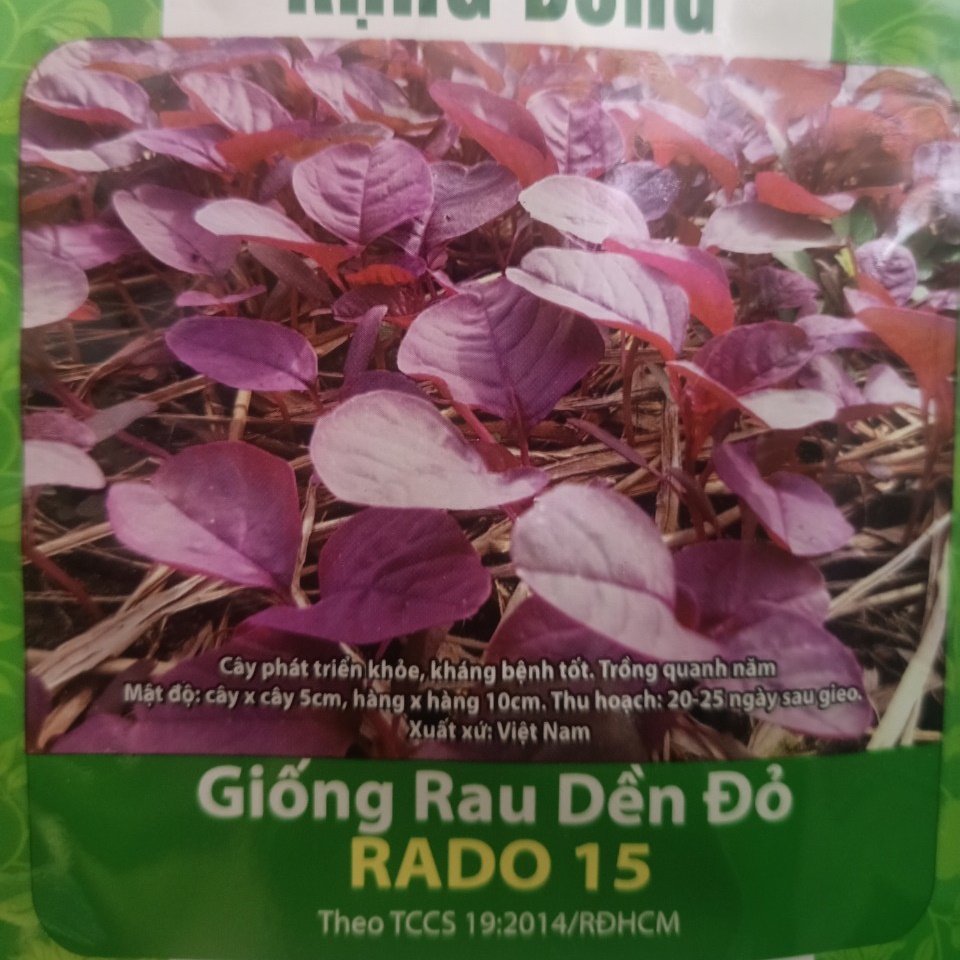 RẠNG ĐÔNG
Cây phát triển khỏe, kháng bệnh tốt. Trồng quanh năm
Mật độ: cây x cây 5cm, hàng x hàng 10cm. Thu hoạch: 20-25 ngày sau gieo.
Xuất xứ: Việt Nam
Giống Rau Dền Đỏ
RADO 15
Theo TCCS 19:2014/RĐHCM